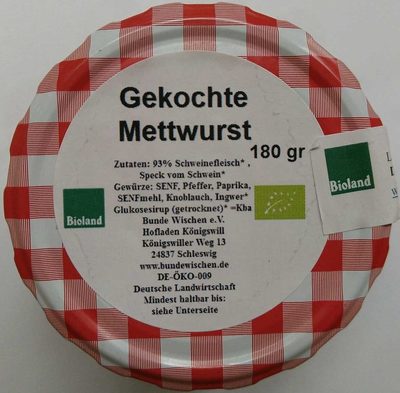 Gekochte
Mettwurst
180 gr
Zutaten: 93% Schweinefleisch* ,
Speck vom Schwein*
Gewürze: SENF, Pfeffer, Paprika,
SENFmehl, Knoblauch, Ingwer*
Glukosesirup (getrocknet)* =Kba
Bunde Wischen e.V.
Hofladen Königswill
Königswiller Weg 13
24837 Schleswig
www.bundewischen.de
DE-ÖKO-009
Deutsche Landwirtschaft
Mindest haltbar bis:
siehe Unterseite
Bioland
Bioland